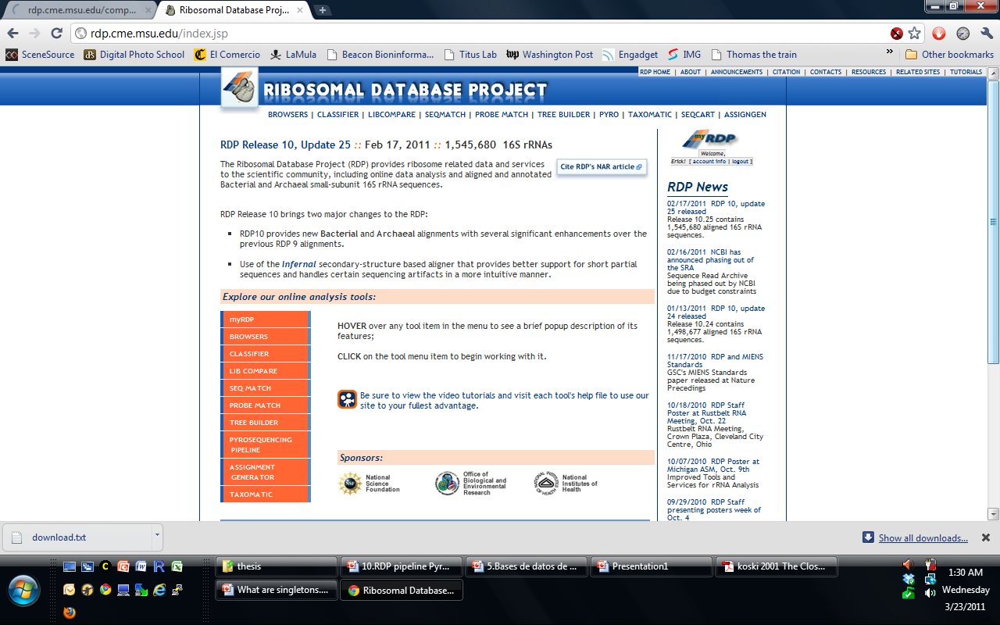 rdp.cme.msu.edu/comp...
Ribosomal Database Proj...
rdp.cme.msu.edu/index.jsp
SceneSource
Digital Photo School
El Comercio
LaMula
Beacon Bioninforma...
Titus Lab
wp Washington Post
Engadget
IMG
Thomas the train
»
Other bookmarks
RDP HOME | ABOUT | ANNOUNCEMENTS | CITATION | CONTACTS | RESOURCES | RELATED SITES | TUTORIALS
RIBOSOMAL DATABASE PROJECT
BROWSERS | CLASSIFIER | LIBCOMPARE | SEQMATCH | PROBE MATCH | TREE BUILDER | PYRO | TAXOMATIC | SEQCART | ASSIGNGEN
RDP Release 10, Update 25 :: Feb 17, 2011 :: 1,545,680 16S rRNAs
The Ribosomal Database Project (RDP) provides ribosome related data and services
to the scientific community, including online data analysis and aligned and annotated
Bacterial and Archaeal small-subunit 16S rRNA sequences.
Cite RDP's NAR article
RDP Release 10 brings two major changes to the RDP:
RDP10 provides new Bacterial and Archaeal alignments with several significant enhancements over the
previous RDP 9 alignments.
Use of the Infernal secondary-structure based aligner that provides better support for short partial
sequences and handles certain sequencing artifacts in a more intuitive manner.
Explore our online analysis tools:
myRDP
BROWSERS
CLASSIFIER
LIB COMPARE
SEQ MATCH
PROBE MATCH
TREE BUILDER
PYROSEQUENCING
PIPELINE
ASSIGNMENT
GENERATOR
TAXOMATIC
HOVER over any tool item in the menu to see a brief popup description of its
features;
CLICK on the tool menu item to begin working with it.
Be sure to view the video tutorials and visit each tool's help file to use our
site to your fullest advantage.
Sponsors:
NSF
National
Science
Foundation
Office of
Biological and
Environmental
Research
National
Institutes of
Health
my RDP
Welcome,
Erick! [ account info | logout ]
RDP News
02/17/2011 RDP 10, update
25 released
Release 10.25 contains
1,545,680 aligned 16S rRNA
sequences.
02/16/2011 NCBI has
announced phasing out of
the SRA
Sequence Read Archive
being phased out by NCBI
due to budget constraints
01/13/2011 RDP 10, update
24 released
Release 10.24 contains
1,498,677 aligned 16S rRNA
sequences.
11/17/2010 RDP and MIENS
Standards
GSC's MIENS Standards
paper released at Nature
Precedings
10/18/2010 RDP Staff
Poster at Rustbelt RNA
Meeting, Oct. 22
Rustbelt RNA Meeting,
Crown Plaza, Cleveland City
Centre, Ohio
10/07/2010 RDP Poster at
Michigan ASM, Oct. 9th
Improved Tools and
Services for rRNA Analysis
09/29/2010 RDP Staff
presenting posters week of
Oct. 4
download.txt
Show all downloads...
thesis
10.RDP pipeline Pyr...
5.Bases de datos de ...
Presentation1
koski 2001 The Clos...
What are singletons....
Ribosomal Database...
1:30 AM
Wednesday
3/23/2011